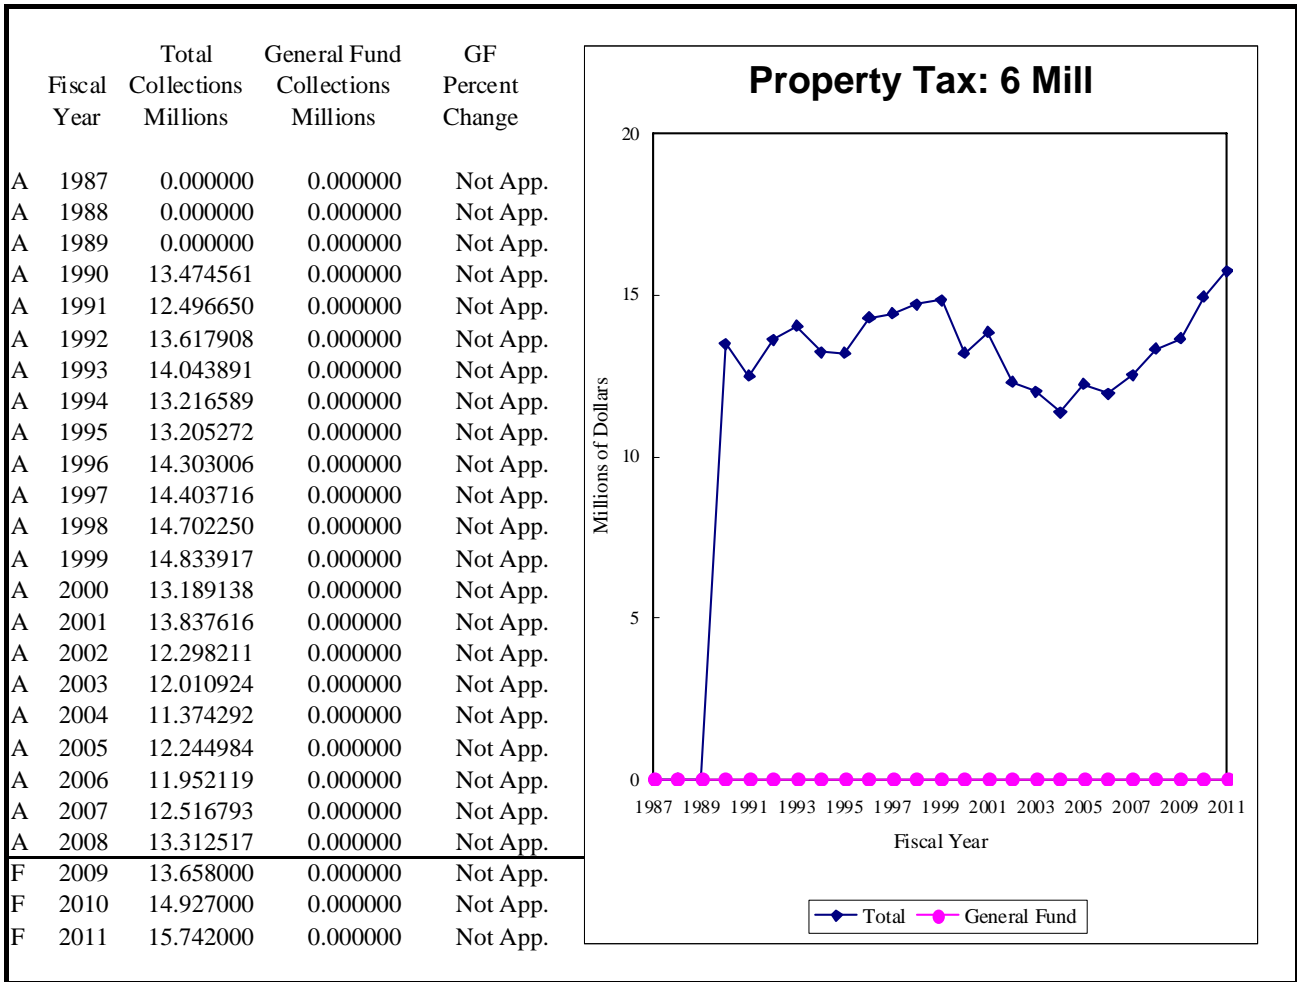 Total General Fund GF
Fiscal Collections Collections Percent
Year Millions Millions Change
A 1987 0.000000 0.000000 Not App.
A 1988 0.000000 0.000000 Not App.
A 1989 0.000000 0.000000 Not App.
A 1990 13.474561 0.000000 Not App.
A 1991 12.496650 0.000000 Not App.
A 1992 13.617908 0.000000 Not App.
A 1993 14.043891 0.000000 Not App.
A 1994 13.216589 0.000000 Not App.
A 1995 13.205272 0.000000 Not App.
A 1996 14.303006 0.000000 Not App.
A 1997 14.403716 0.000000 Not App.
A 1998 14.702250 0.000000 Not App.
A 1999 14.833917 0.000000 Not App.
A 2000 13.189138 0.000000 Not App.
A 2001 13.837616 0.000000 Not App.
A 2002 12.298211 0.000000 Not App.
A 2003 12.010924 0.000000 Not App.
A 2004 11.374292 0.000000 Not App.
A 2005 12.244984 0.000000 Not App.
A 2006 11.952119 0.000000 Not App.
A 2007 12.516793 0.000000 Not App.
A 2008 13.312517 0.000000 Not App.
F 2009 13.658000 0.000000 Not App.
F 2010 14.927000 0.000000 Not App.
F 2011 15.742000 0.000000 Not App.
Property Tax: 6 Mill
20
15
10
5
0
Millions of Dollars
1987 1989 1991 1993 1995 1997 1999 2001 2003 2005 2007 2009 2011
Fiscal Year
Total General Fund